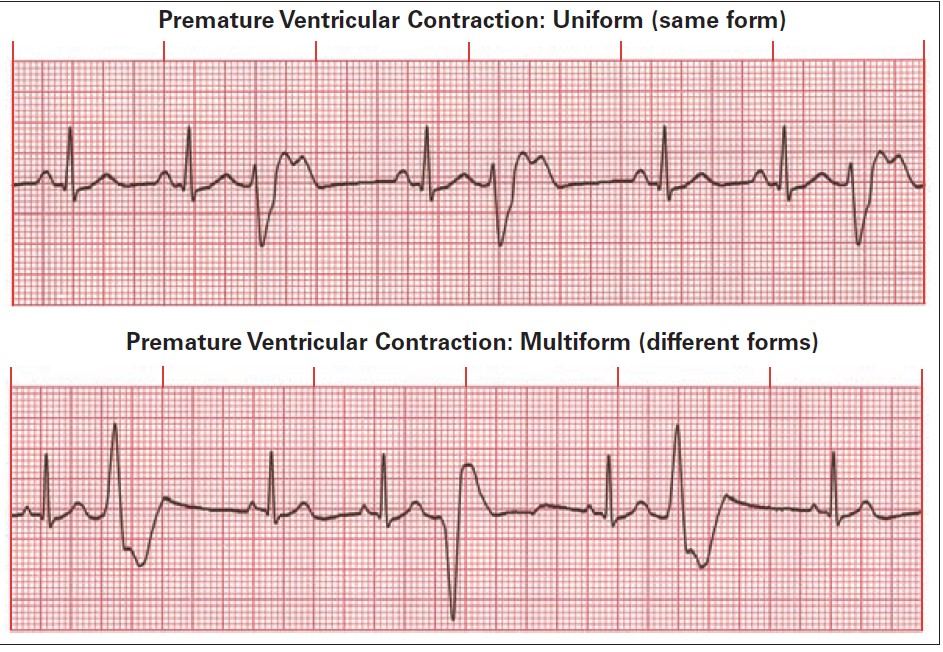 Premature Ventricular Contraction: Uniform (same form)
Premature Ventricular Contraction: Multiform (different forms)